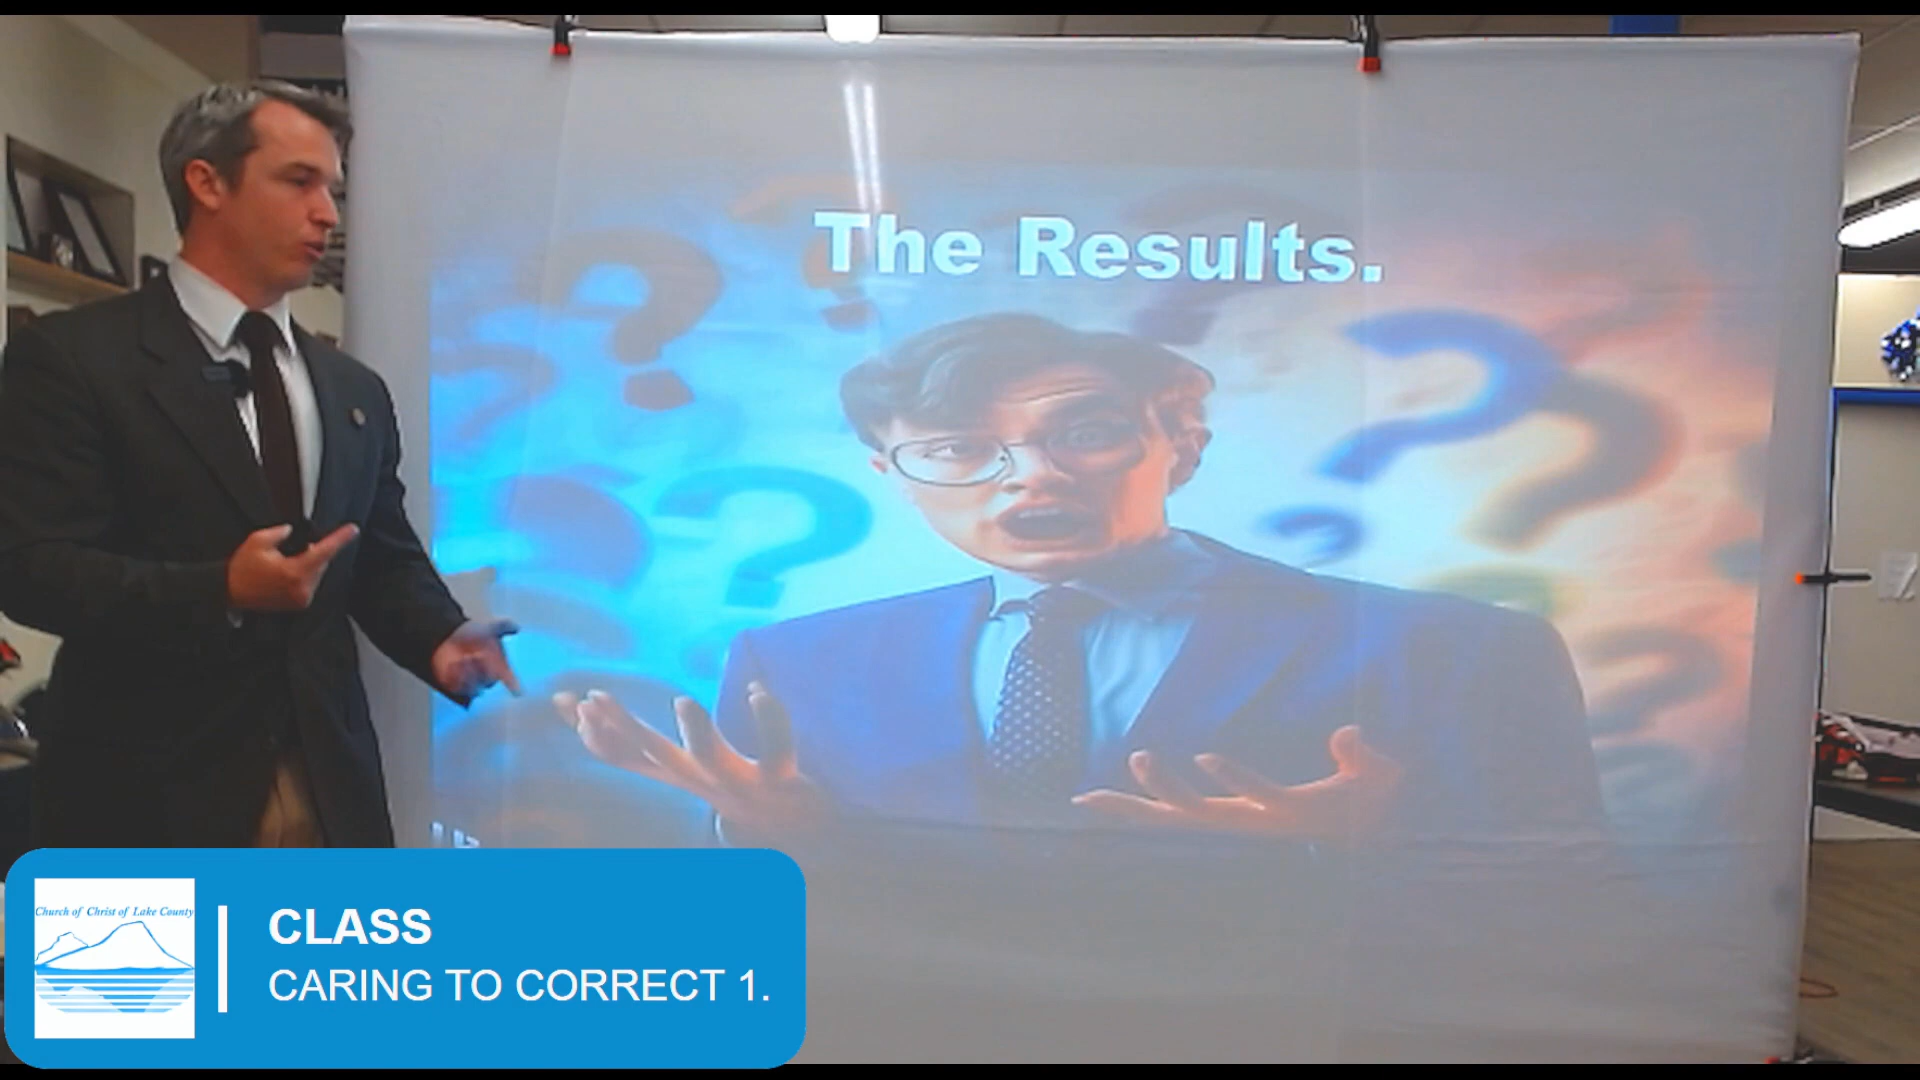 The Results.
Church of Christ of Lake County
CLASS
CARING TO CORRECT 1.